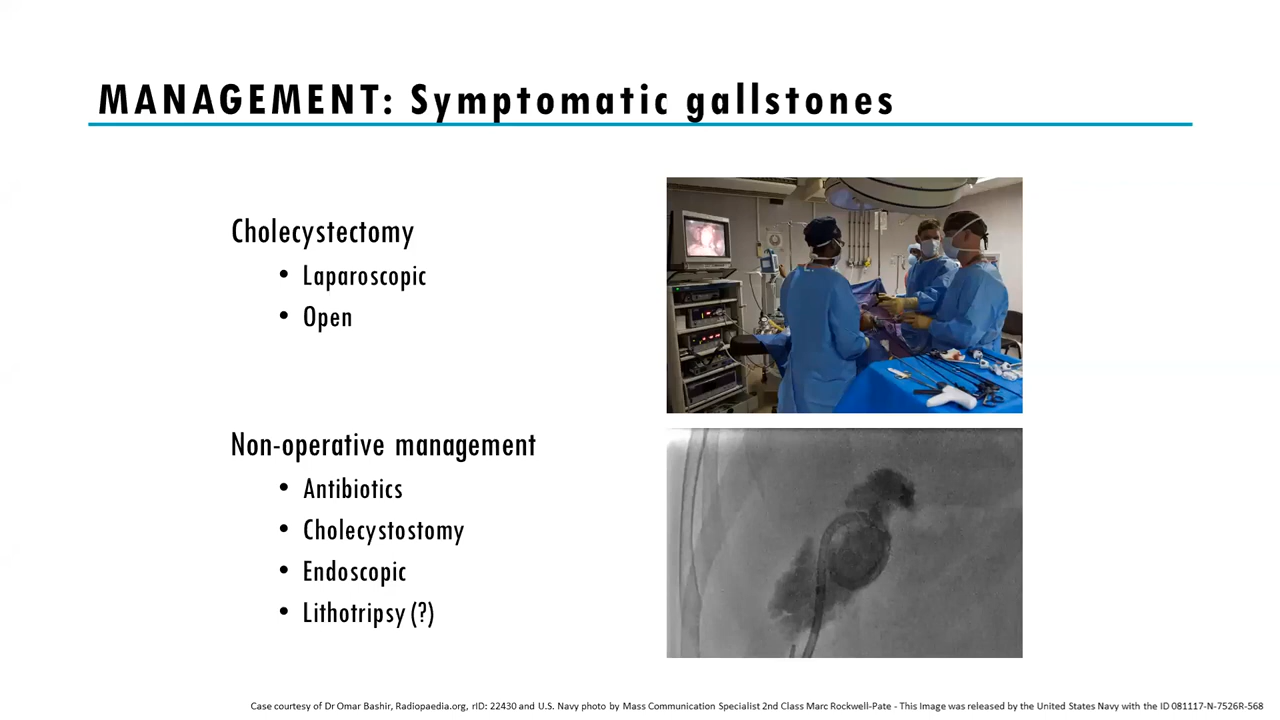 MANAGEMENT: Symptomatic gallstones
Cholecystectomy
• Laparoscopic
• Open
Non-operative management
• Antibiotics
• Cholecystostomy
• Endoscopic
• Lithotripsy (?)
Case courtesy of Dr Omar Bashir, Radiopaedia.org, rID: 22430 and U.S. Navy photo by Mass Communication Specialist 2nd Class Marc Rockwell-Pate - This Image was released by the United States Navy with the ID 081117-N-7526R-568